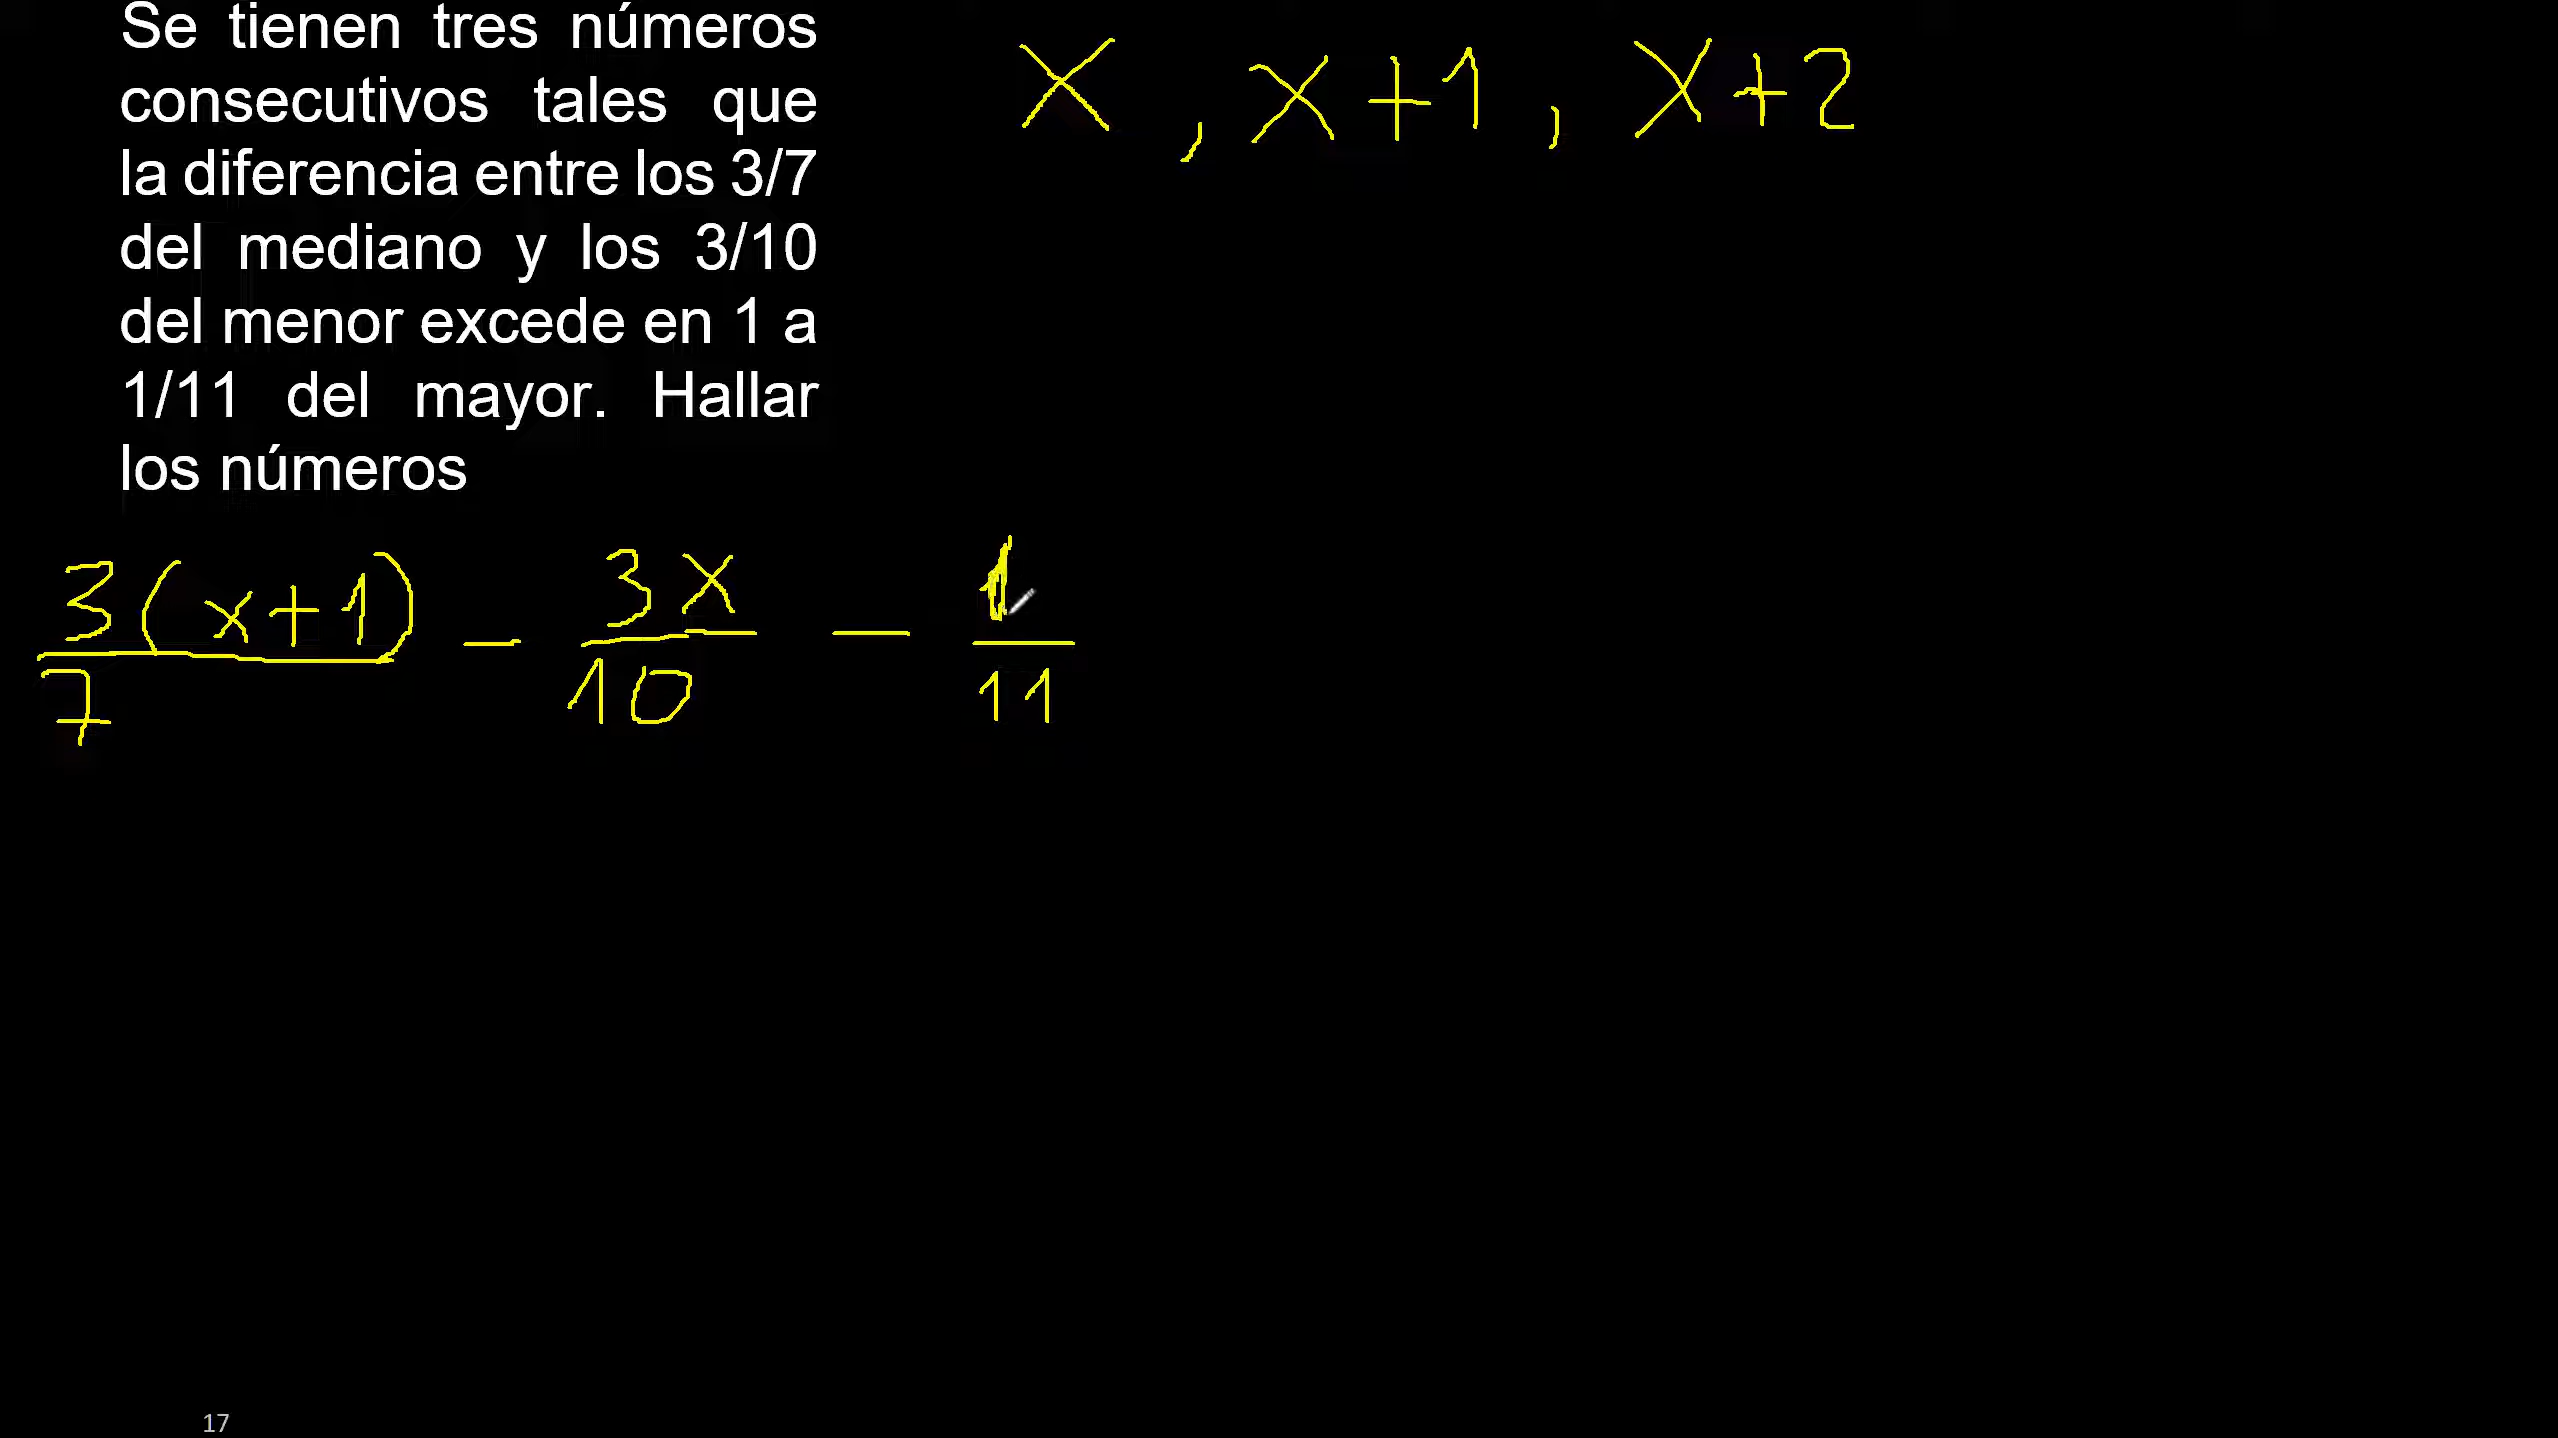 Se tienen tres números
consecutivos tales que
la diferencia entre los 3/7
del mediano y los 3/10
del menor excede en 1 a
1/11 del mayor. Hallar
los números
x , x+1 , x+2
3(x+1)/7 - 3x/10 - 1/11
17